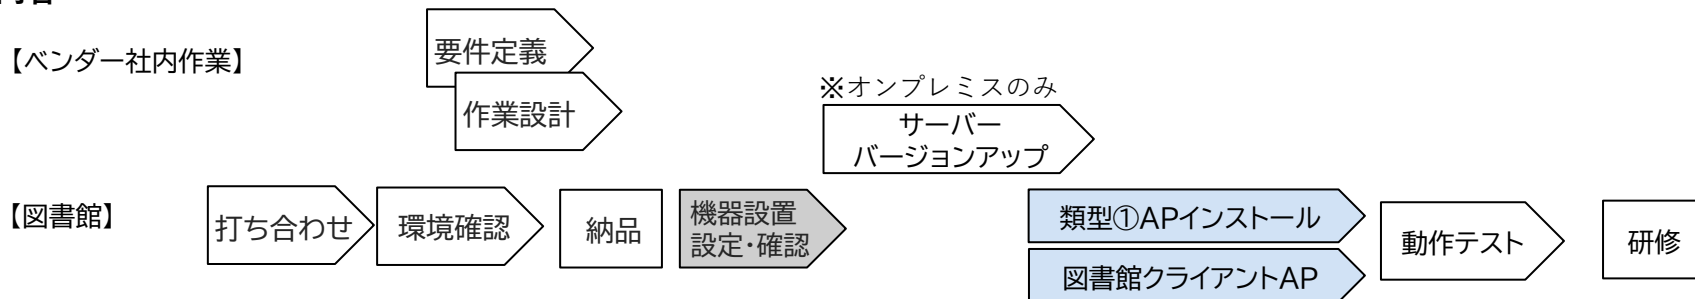 【ベンダー社内作業】
要件定義
作業設計
※オンプレミスのみ
サーバー
バージョンアップ
【図書館】
打ち合わせ
環境確認
納品
機器設置
設定・確認
類型①APインストール
図書館クライアントAP
動作テスト
研修